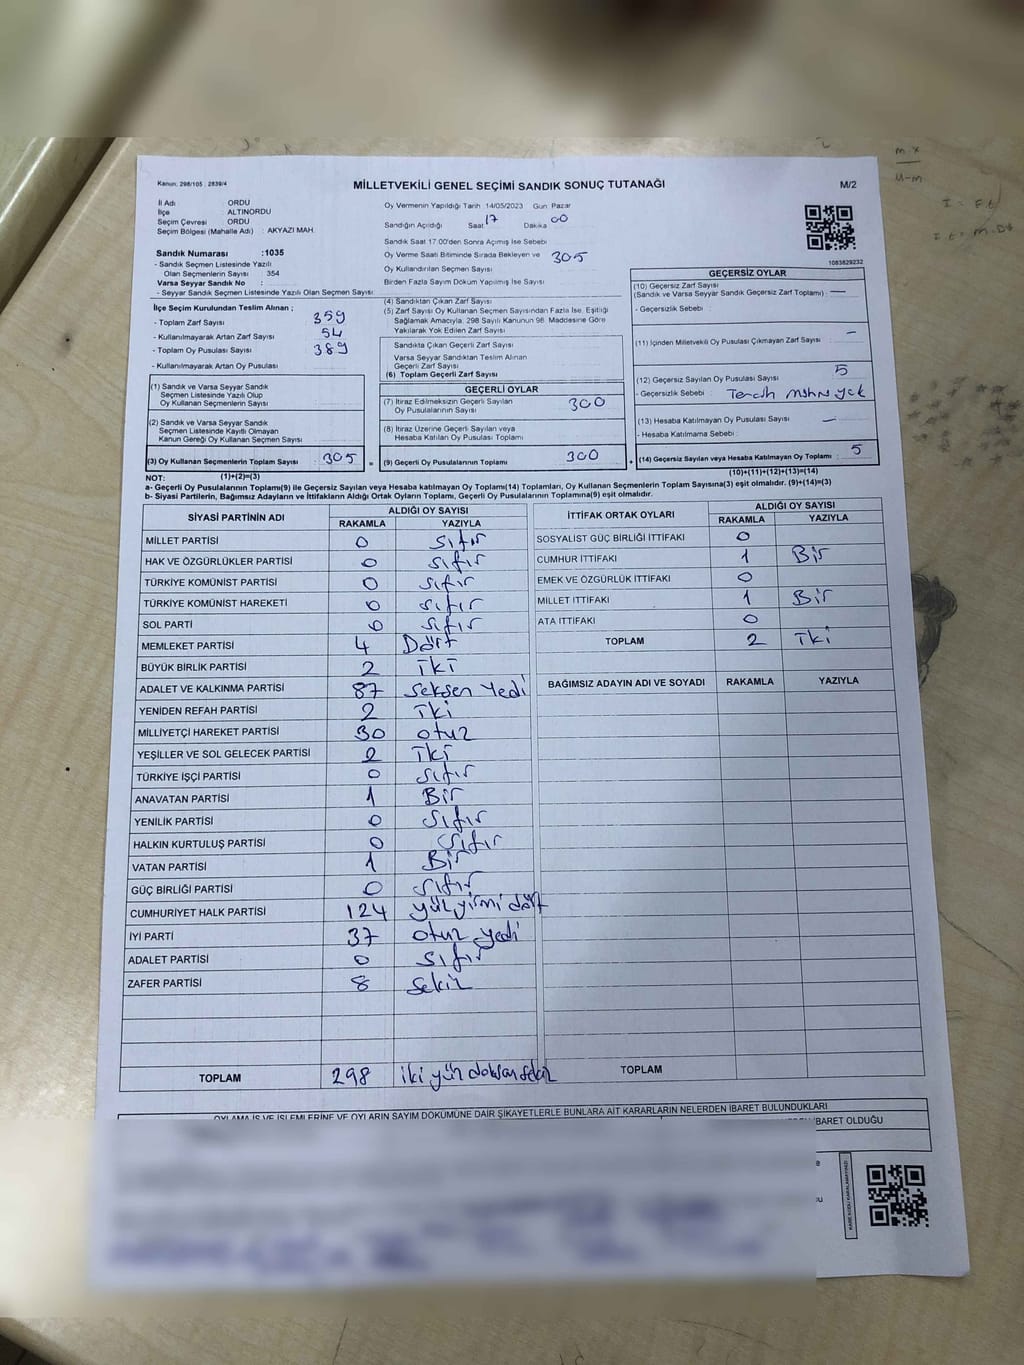 Kanun: 298/105 ; 2839/4
MİLLETVEKİLİ GENEL SEÇİMİ SANDIK SONUÇ TUTANAĞI
M/2
İli Adı : ORDU
İlçe : ALTINORDU
Seçim Çevresi : ORDU
Seçim Bölgesi (Mahalle Adı) : AKYAZI MAH.
Sandık Numarası :1035
- Sandık Seçmen Listesinde Yazılı
Olan Seçmenlerin Sayısı : 354
Varsa Seyyar Sandık No :
- Seyyar Sandık Seçmen Listesinde Yazılı Olan Seçmen Sayısı :
Oy Vermenin Yapıldığı Tarih : 14/05/2023 Gün: Pazar
Sandığın Açıldığı Saat 17 Dakika 00
Sandık Saat 17.00'den Sonra Açılmış İse Sebebi
Oy Verme Saati Bitiminde Sırada Bekleyen ve 305
Oy Kullandırılan Seçmen Sayısı
Birden Fazla Sayım Döküm Yapılmış İse Sayısı
1083829232
İlçe Seçim Kurulundan Teslim Alınan ;
- Toplam Zarf Sayısı : 359
- Kullanılmayarak Artan Zarf Sayısı : 54
- Toplam Oy Pusulası Sayısı : 389
- Kullanılmayarak Artan Oy Pusulası :
(4) Sandıktan Çıkan Zarf Sayısı
(5) Zarf Sayısı Oy Kullanan Seçmen Sayısından Fazla İse, Eşitliği
Sağlamak Amacıyla, 298 Sayılı Kanunun 98. Maddesine Göre
Yakılarak Yok Edilen Zarf Sayısı
Sandıkta Çıkan Geçerli Zarf Sayısı
Varsa Seyyar Sandıktan Teslim Alınan
Geçerli Zarf Sayısı
(6) Toplam Geçerli Zarf Sayısı
GEÇERSİZ OYLAR
(10) Geçersiz Zarf Sayısı
(Sandık ve Varsa Seyyar Sandık Geçersiz Zarf Toplamı) : —
- Geçersizlik Sebebi :
(11) İçinden Milletvekili Oy Pusulası Çıkmayan Zarf Sayısı : —
(12) Geçersiz Sayılan Oy Pusulası Sayısı : 5
- Geçersizlik Sebebi : Tercih mührü yok
(13) Hesaba Katılmayan Oy Pusulası Sayısı : —
- Hesaba Katılmama Sebebi :
(14) Geçersiz Sayılan veya Hesaba Katılmayan Oy Toplamı : 5
(1) Sandık ve Varsa Seyyar Sandık
Seçmen Listesinde Yazılı Olup
Oy Kullanan Seçmenlerin Sayısı :
(2) Sandık ve Varsa Seyyar Sandık
Seçmen Listesinde Kayıtlı Olmayan
Kanun Gereği Oy Kullanan Seçmen Sayısı :
(3) Oy Kullanan Seçmenlerin Toplam Sayısı : 305 =
GEÇERLİ OYLAR
(7) İtiraz Edilmeksizin Geçerli Sayılan
Oy Pusulalarının Sayısı : 300
(8) İtiraz Üzerine Geçerli Sayılan veya
Hesaba Katılan Oy Pusulası Toplamı :
(9) Geçerli Oy Pusulalarının Toplamı : 300 +
NOT: (1)+(2)=(3)
(10)+(11)+(12)+(13)=(14)
a- Geçerli Oy Pusulaları Toplamı(9) ile Geçersiz Sayılan veya Hesaba katılmayan Oy Toplamı(14) Toplamları, Oy Kullanan Seçmenlerin Toplam Sayısına(3) eşit olmalıdır. (9)+(14)=(3)
b- Siyasi Partilerin, Bağımsız Adayların ve İttifakların Aldığı Ortak Oyların Toplamı, Geçerli Oy Pusulalarının Toplamına(9) eşit olmalıdır.
SİYASİ PARTİNİN ADI ALDIĞI OY SAYISI
RAKAMLA YAZIYLA
MİLLET PARTİSİ 0 sıfır
HAK VE ÖZGÜRLÜKLER PARTİSİ 0 sıfır
TÜRKİYE KOMÜNİST PARTİSİ 0 sıfır
TÜRKİYE KOMÜNİST HAREKETİ 0 sıfır
SOL PARTİ 0 sıfır
MEMLEKET PARTİSİ 4 Dört
BÜYÜK BİRLİK PARTİSİ 2 iki
ADALET VE KALKINMA PARTİSİ 87 seksen yedi
YENİDEN REFAH PARTİSİ 2 iki
MİLLİYETÇİ HAREKET PARTİSİ 30 otuz
YEŞİLLER VE SOL GELECEK PARTİSİ 2 iki
TÜRKİYE İŞÇİ PARTİSİ 0 sıfır
ANAVATAN PARTİSİ 1 Bir
YENİLİK PARTİSİ 0 sıfır
HALKIN KURTULUŞ PARTİSİ 0 sıfır
VATAN PARTİSİ 1 Bir
GÜÇ BİRLİĞİ PARTİSİ 0 sıfır
CUMHURİYET HALK PARTİSİ 124 yüz yirmi dört
İYİ PARTİ 37 otuz yedi
ADALET PARTİSİ 0 sıfır
ZAFER PARTİSİ 8 sekiz
TOPLAM 298 iki yüz doksan sekiz
İTTİFAK ORTAK OYLARI ALDIĞI OY SAYISI
RAKAMLA YAZIYLA
SOSYALİST GÜÇ BİRLİĞİ İTTİFAKI 0
CUMHUR İTTİFAKI 1 Bir
EMEK VE ÖZGÜRLÜK İTTİFAKI 0
MİLLET İTTİFAKI 1 Bir
ATA İTTİFAKI 0
TOPLAM 2 iki
BAĞIMSIZ ADAYIN ADI VE SOYADI RAKAMLA YAZIYLA
TOPLAM
OYLAMA İŞ VE İŞLEMLERİNE VE OYLARIN SAYIM DÖKÜMÜNE DAİR ŞİKAYETLERLE BUNLARA AİT KARARLARIN NELERDEN İBARET BULUNDUKLARI
İBARET OLDUĞU